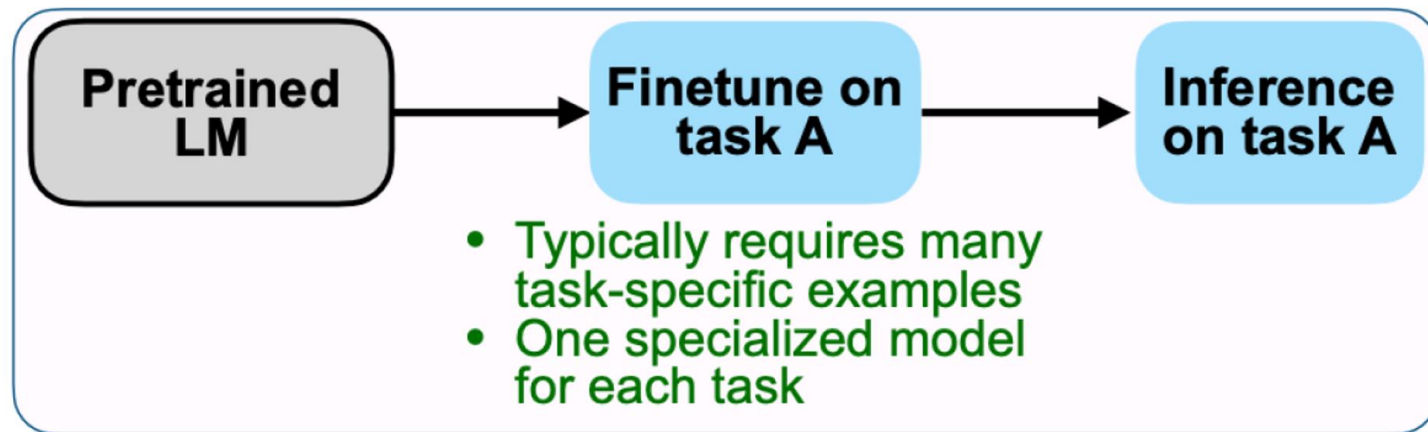 Pretrained
LM
Finetune on
task A
Inference
on task A
• Typically requires many
task-specific examples
• One specialized model
for each task